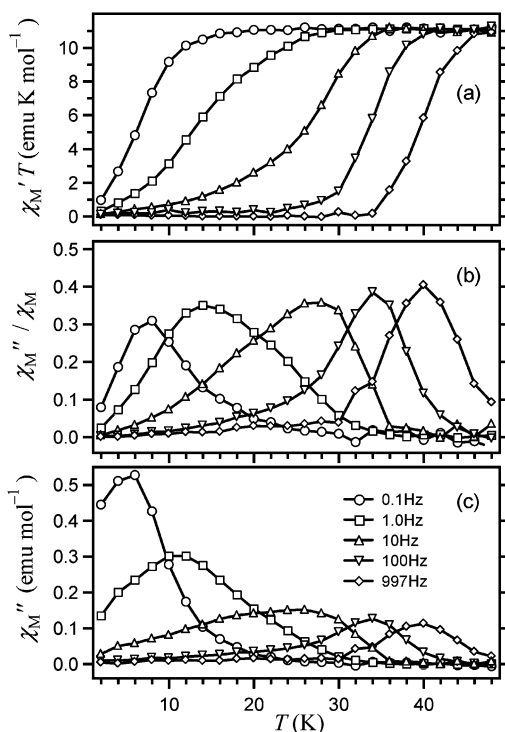 χM′T (emu K mol−1)
10
8
6
4
2
0
(a)
χM″ / χM
0.5
0.4
0.3
0.2
0.1
0.0
(b)
χM″ (emu mol−1)
0.5
0.4
0.3
0.2
0.1
0.0
(c)
0.1Hz
1.0Hz
10Hz
100Hz
997Hz
10 20 30 40
T (K)